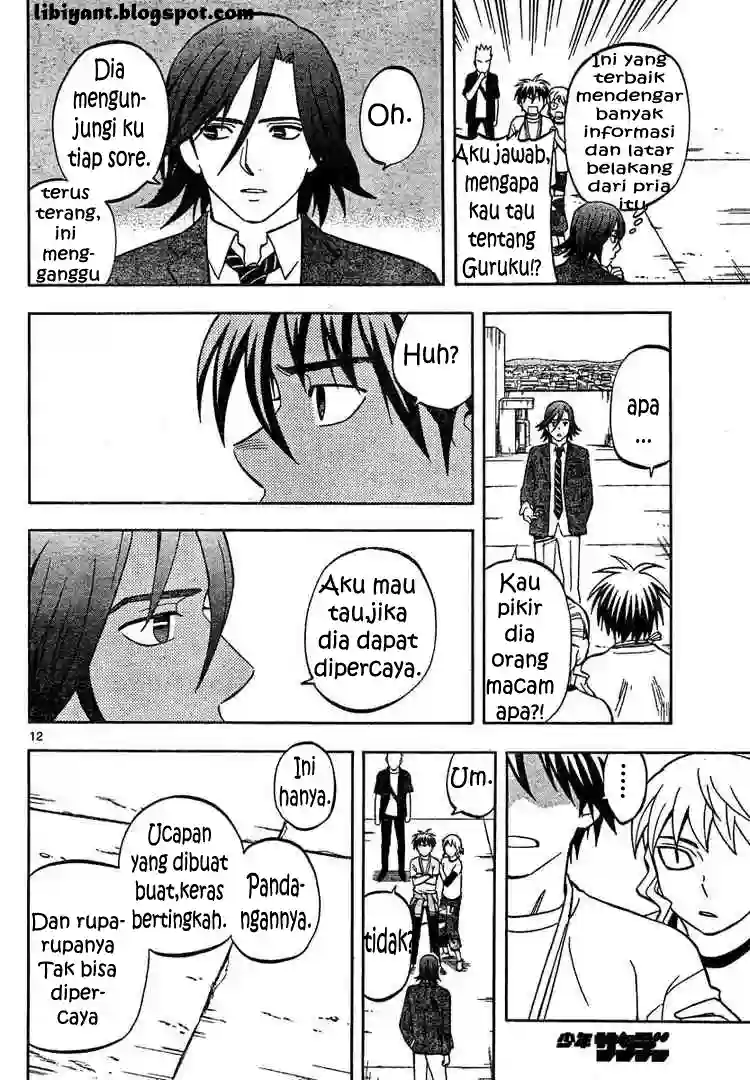 libiyant.blogspot.com
Ini yang
terbaik
mendengar
banyak
informasi
dan latar
belakang
dari pria
itu
Aku jawab,
mengapa
kau tau
tentang
Guruku!?
Oh.
Dia
mengun-
jungi ku
tiap sore.
terus
terang,
ini
meng-
ganggu
apa
...
Kau
pikir
dia
orang
macam
apa?!
Huh?
Aku mau
tau,jika
dia dapat
dipercaya.
12
.....
Um.
tidak?
Ini
hanya.
Panda-
ngannya.
Ucapan
yang dibuat
buat,keras
bertingkah.
Dan rupa-
rupanya
Tak bisa
diper-
caya
少年